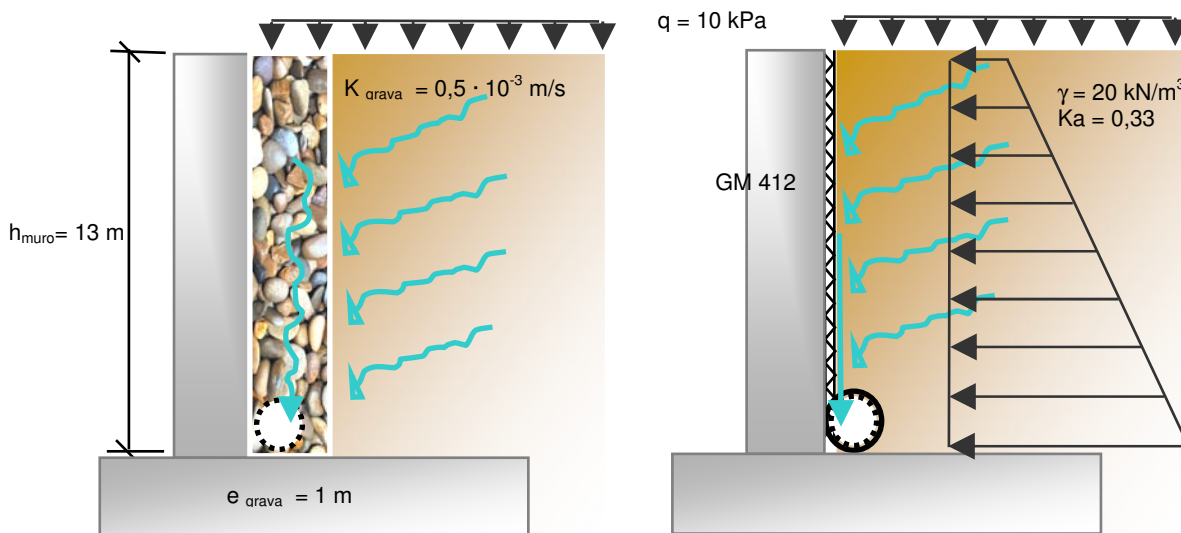 q = 10 kPa
K grava = 0,5 · 10⁻³ m/s
γ = 20 kN/m³
Ka = 0,33
GM 412
hmuro= 13 m
e grava = 1 m